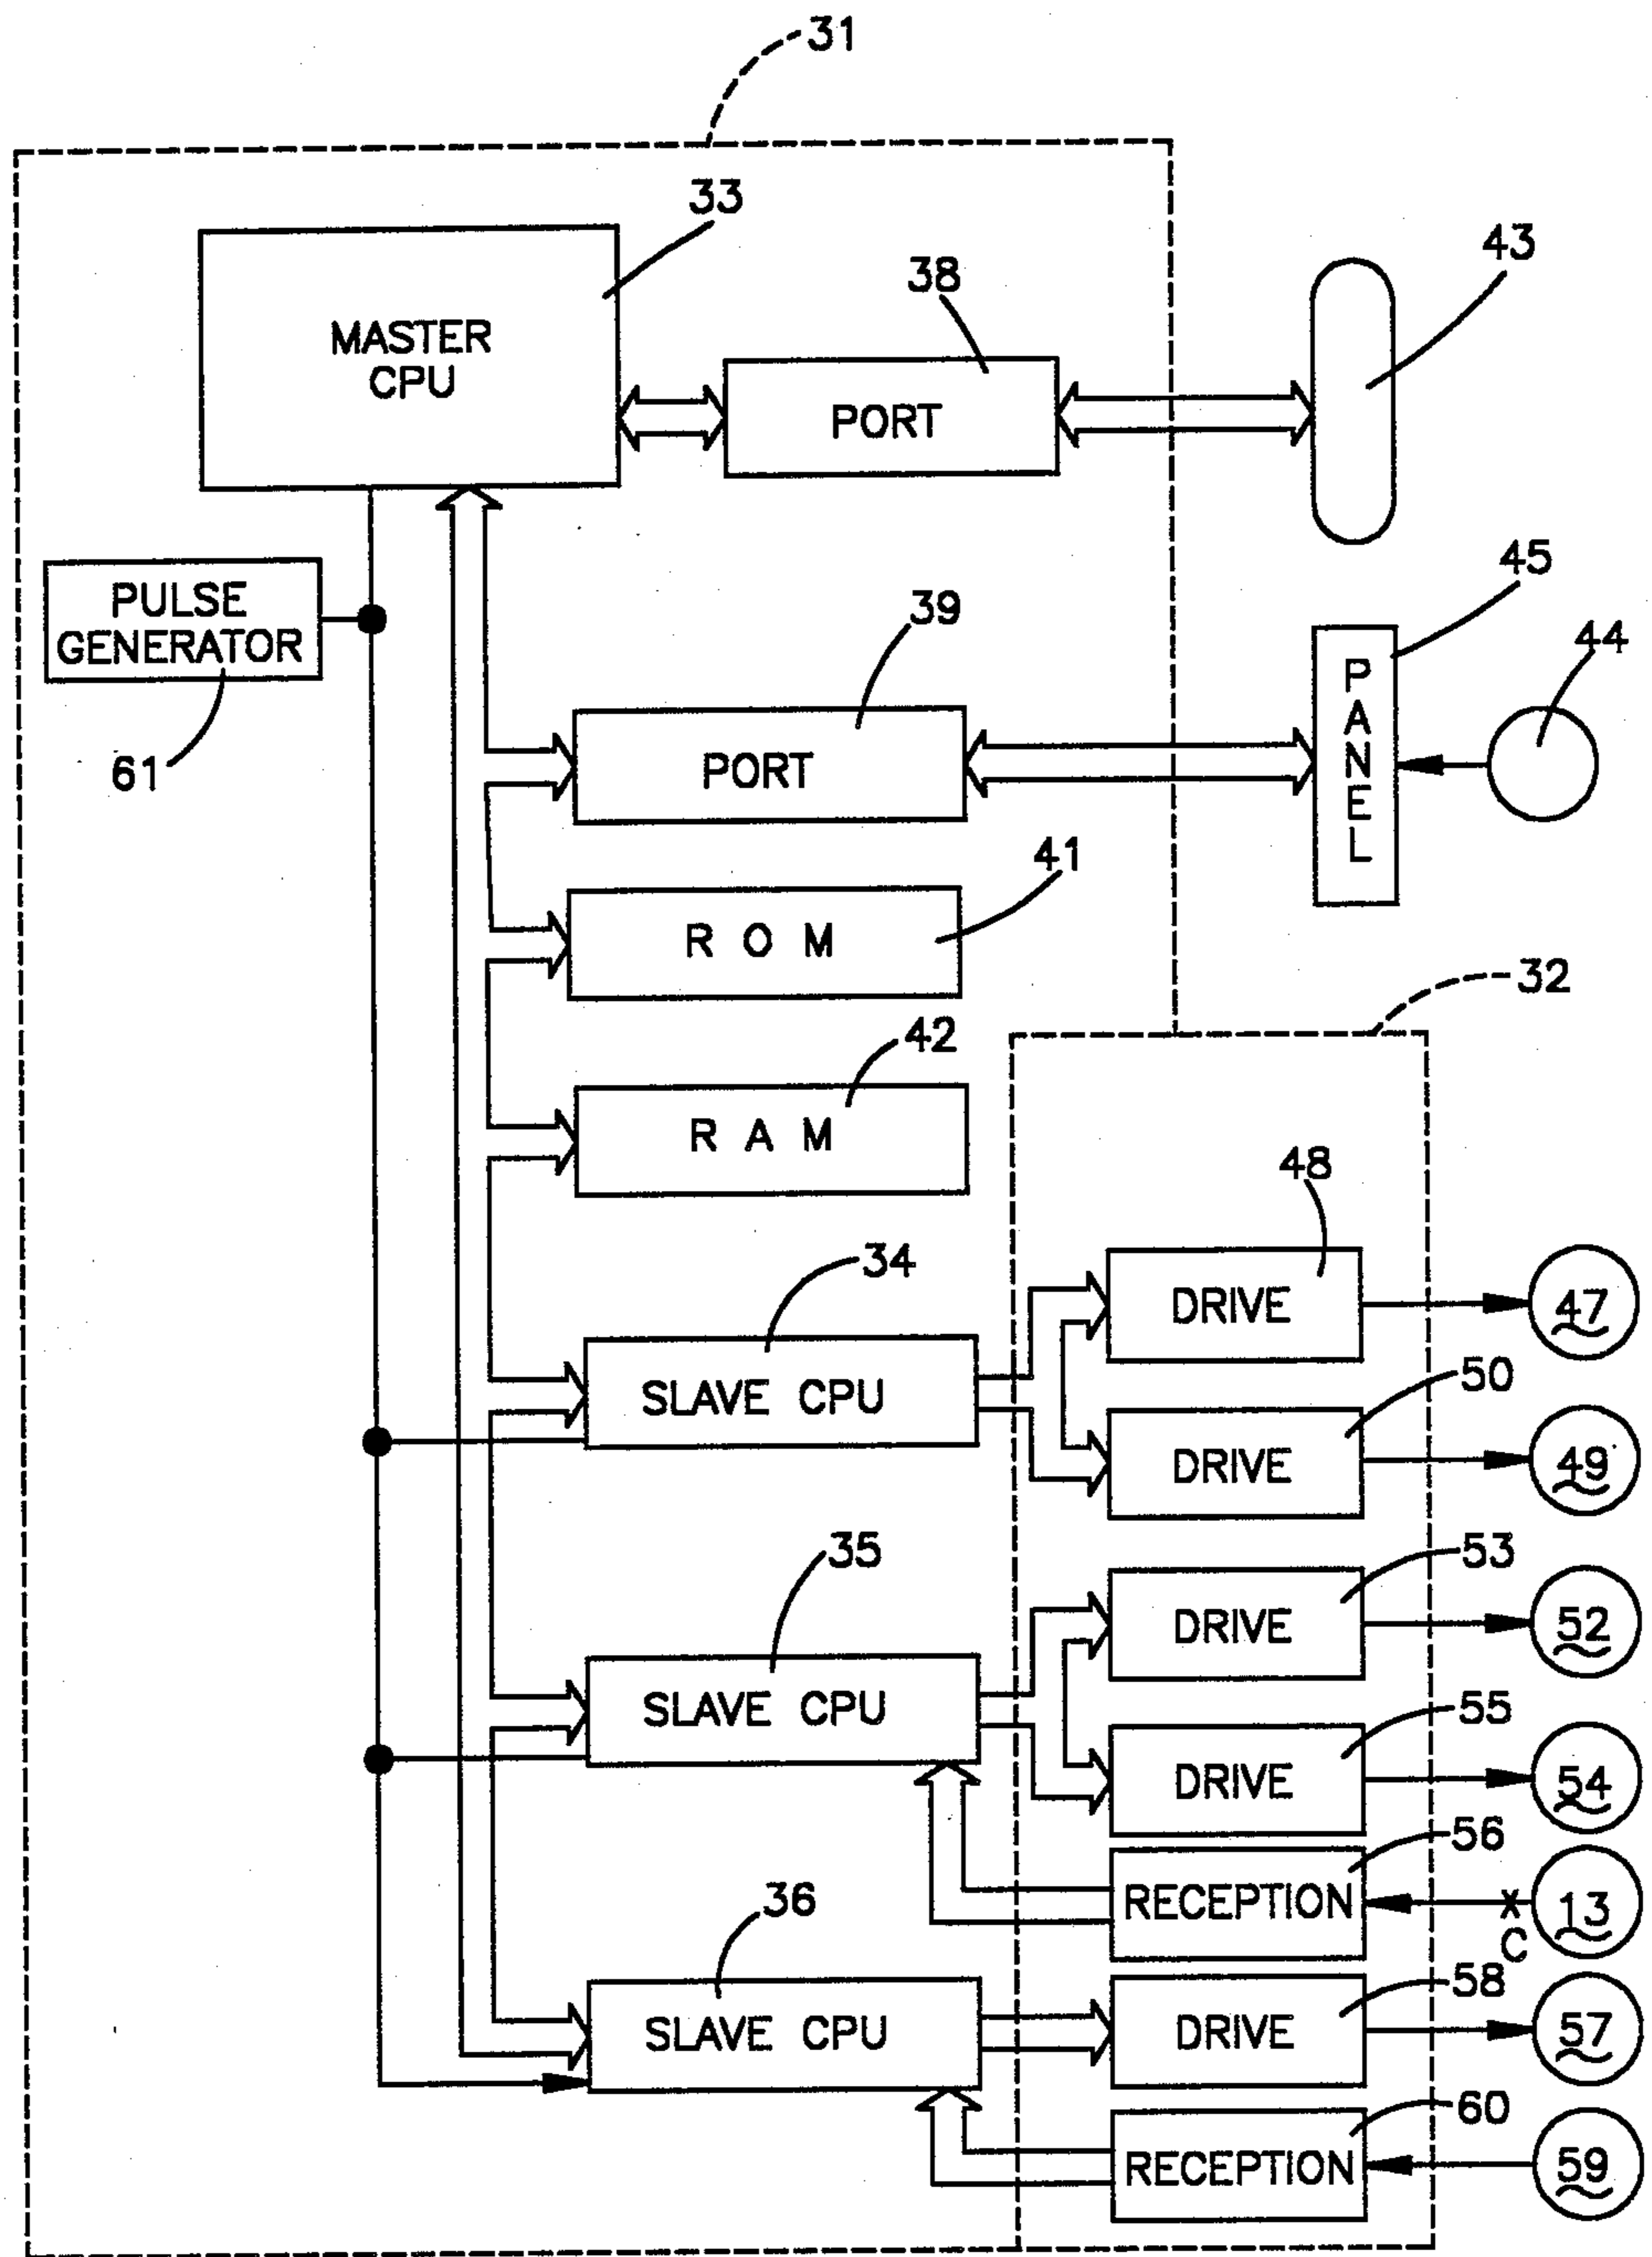 31
33
MASTER
CPU
38
PORT
43
PULSE
GENERATOR
61
39
PORT
45
PANEL
44
41
R O M
32
42
R A M
48
DRIVE
47
34
SLAVE CPU
50
DRIVE
49
53
DRIVE
52
35
SLAVE CPU
55
DRIVE
54
56
RECEPTION
X
C
13
36
SLAVE CPU
58
DRIVE
57
60
RECEPTION
59